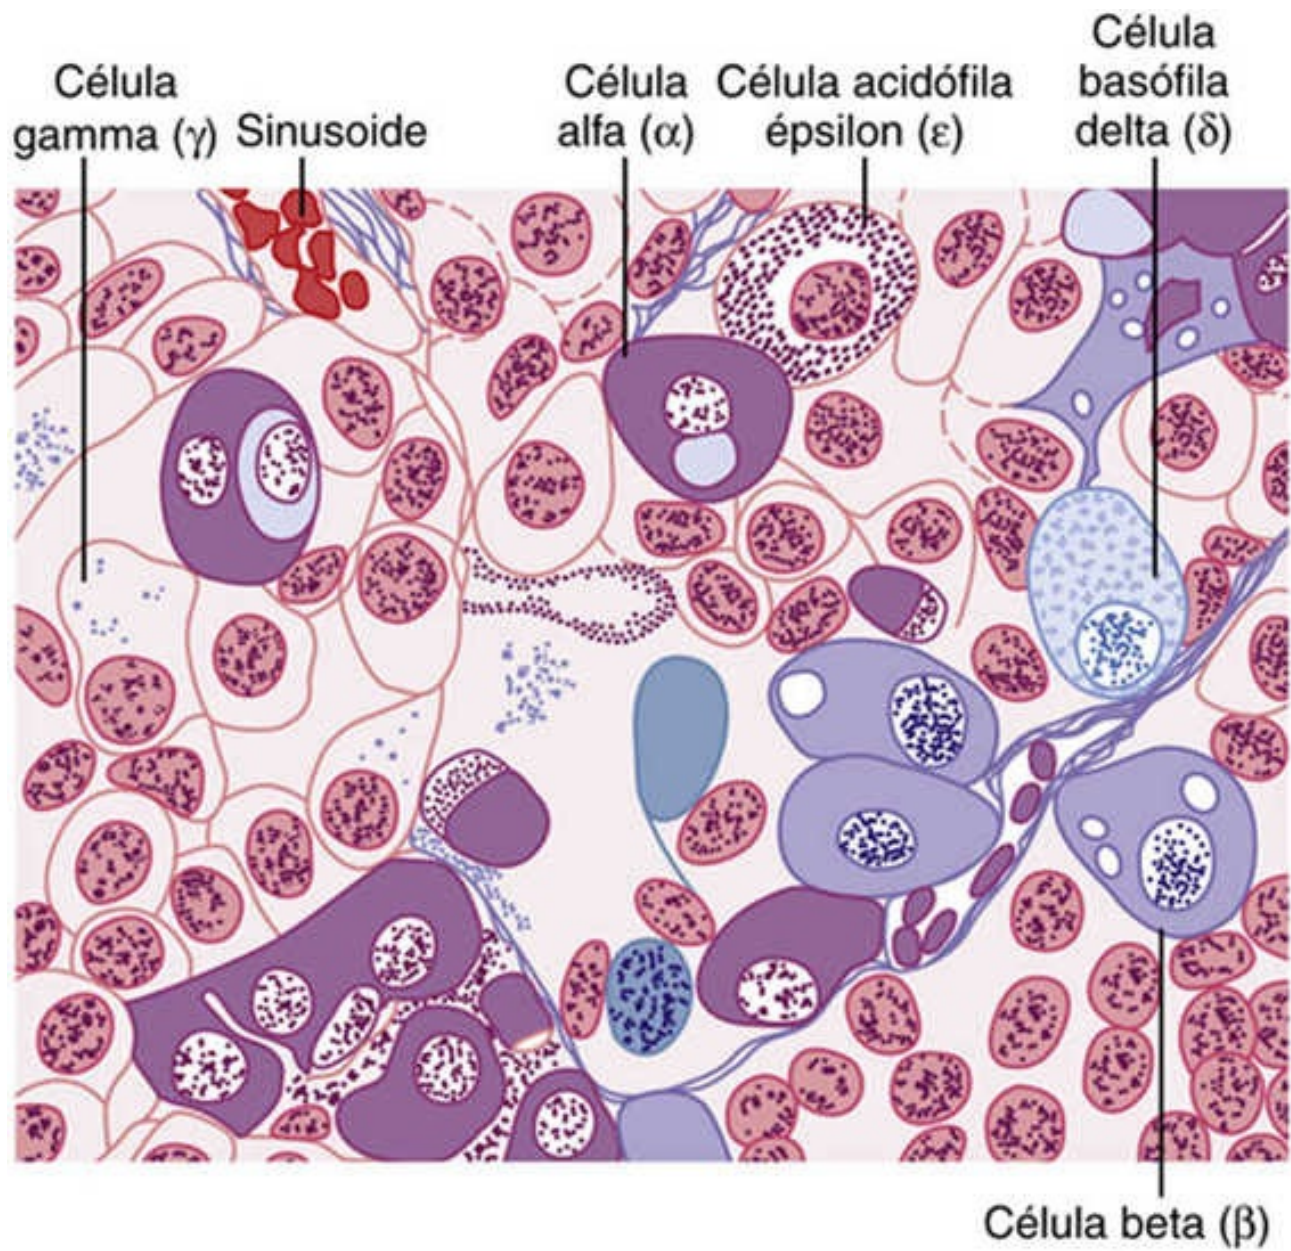 Célula
gamma (γ)
Sinusoide
Célula
alfa (α)
Célula acidófila
épsilon (ε)
Célula
basófila
delta (δ)
Célula beta (β)